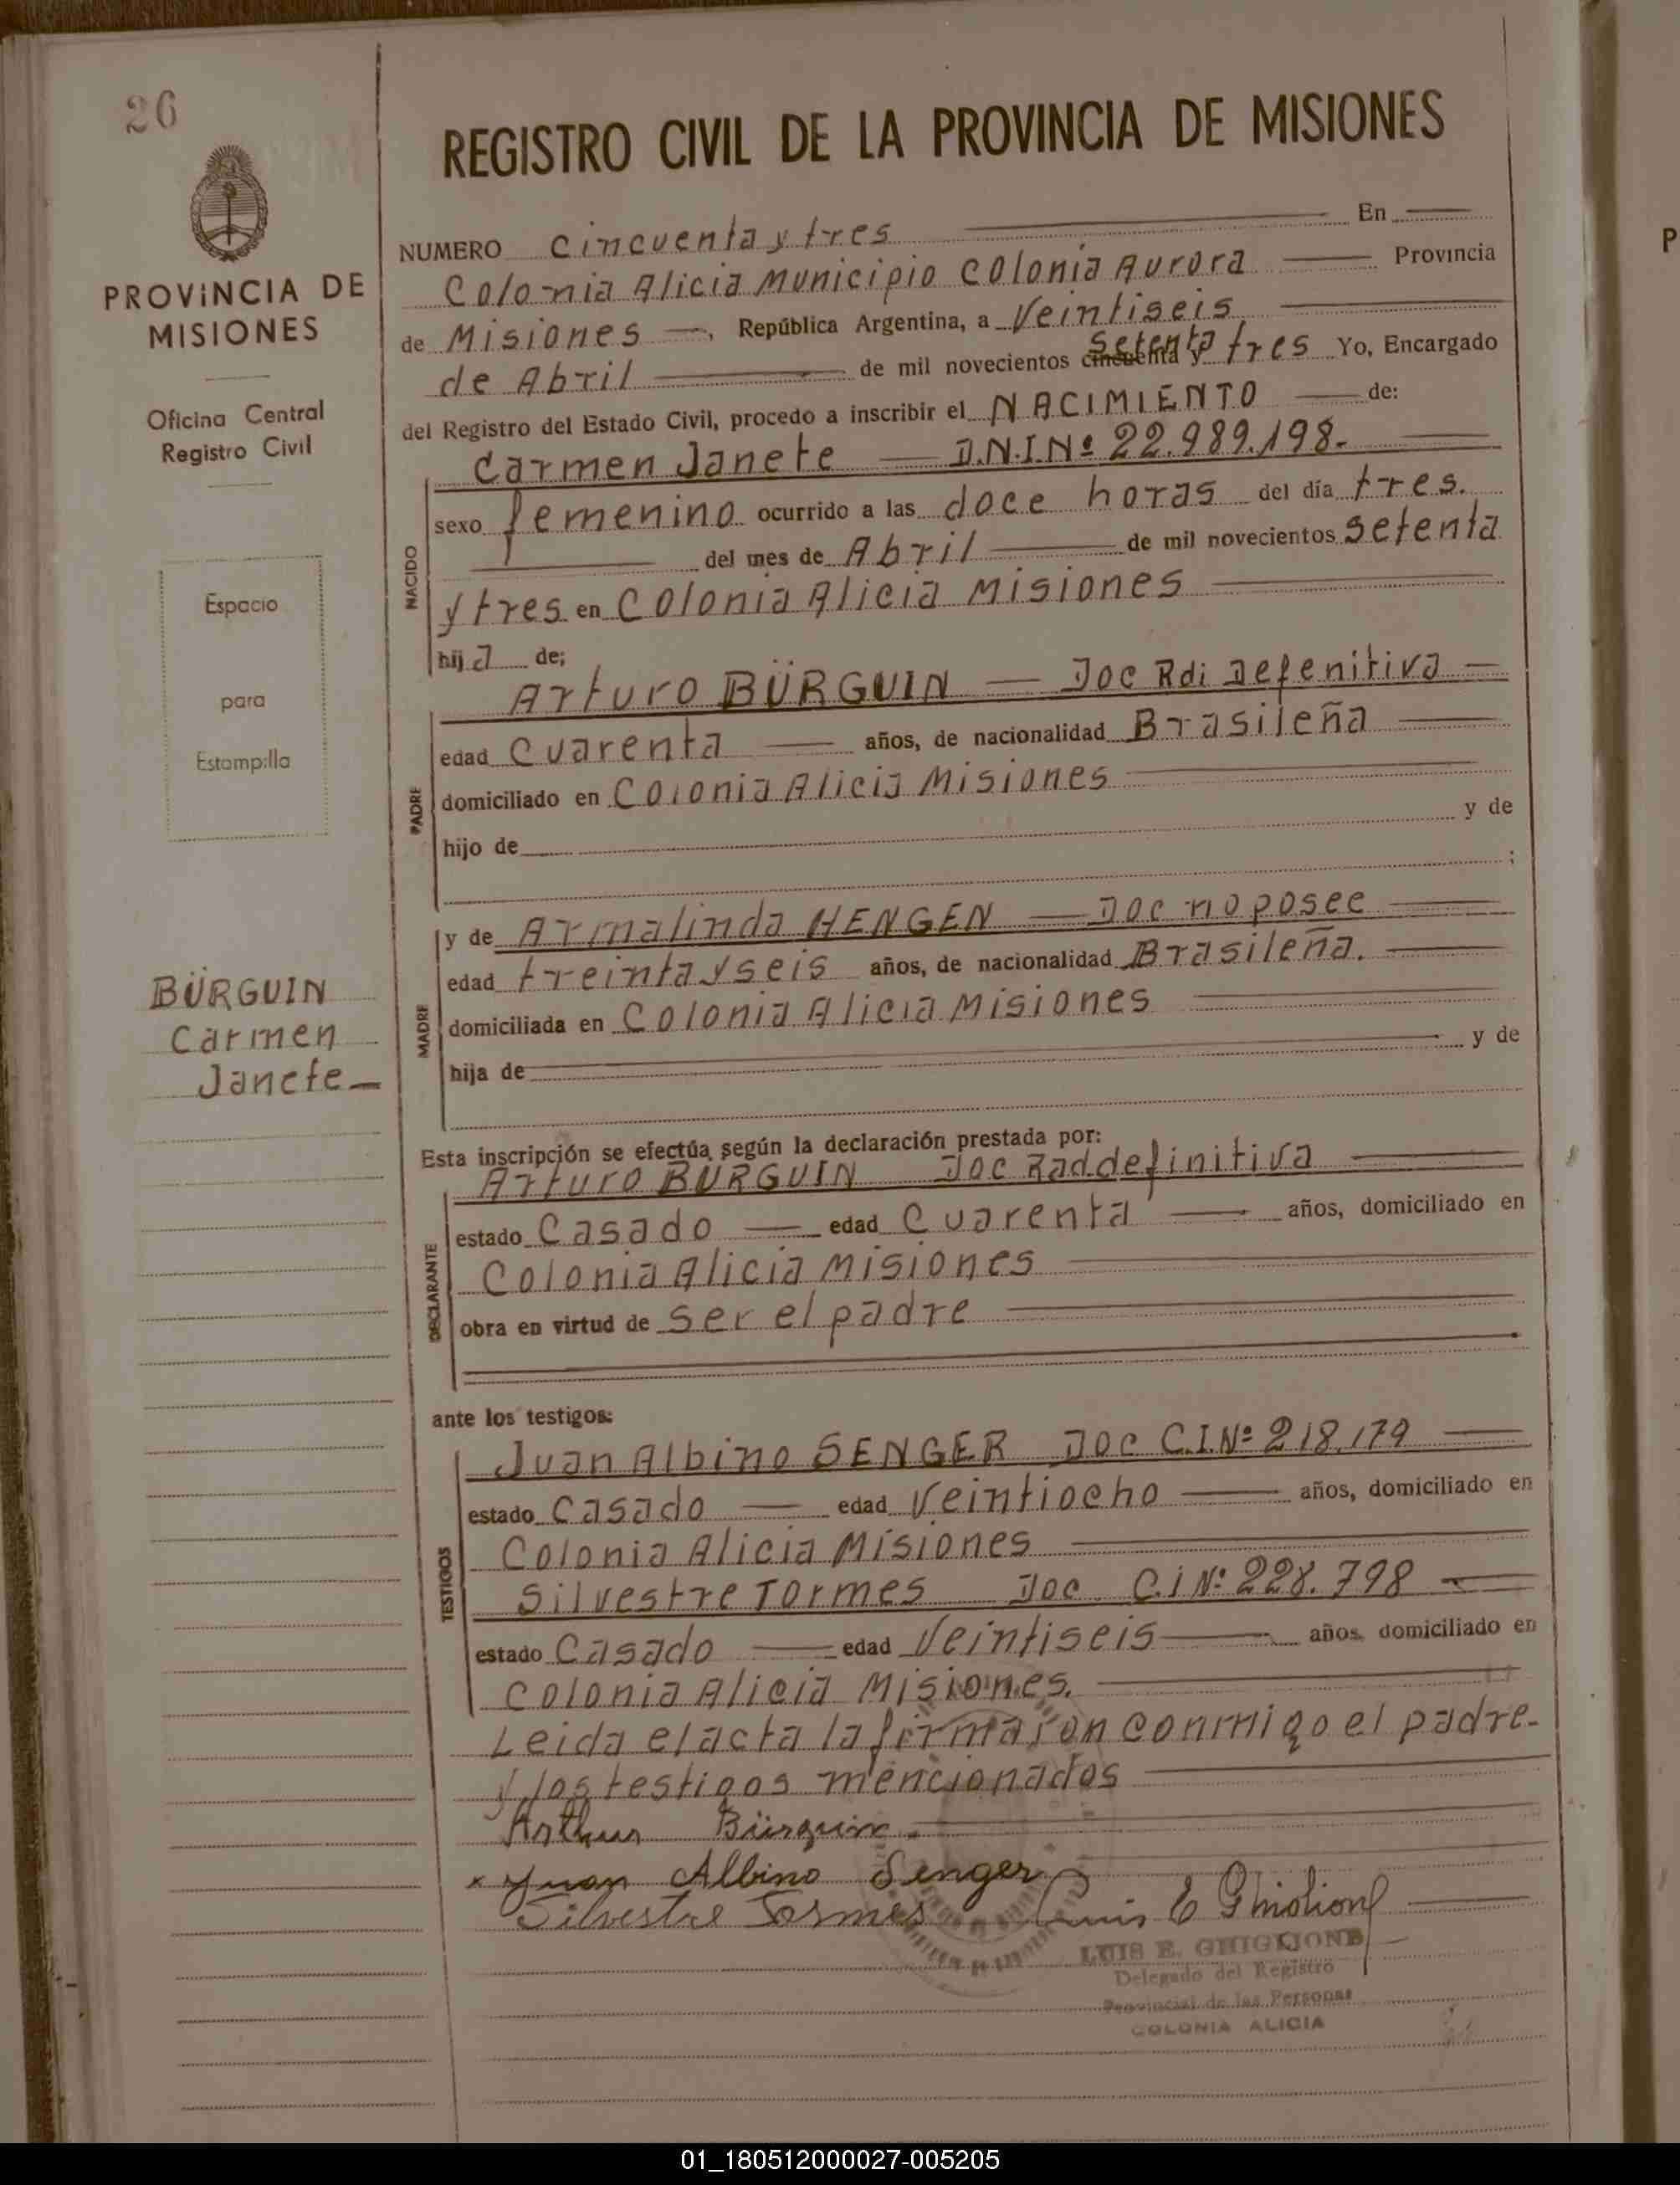 26
REGISTRO CIVIL DE LA PROVINCIA DE MISIONES
PROVINCIA DE
MISIONES
Oficina Central
Registro Civil
Espacio
para
Estampilla
BÜRGUIN
Carmen
Janete
NUMERO cincuenta y tres En
Colonia Alicia Municipio Colonia Aurora Provincia
de Misiones, República Argentina, a Veintiseis
de Abril de mil novecientos cincuenta y setenta tres Yo, Encargado
del Registro del Estado Civil, procedo a inscribir el NACIMIENTO de:
NACIDO
Carmen Janete D.N.I.Nº 22.989.198.
sexo femenino ocurrido a las doce horas del día tres.
del mes de Abril de mil novecientos setenta
y tres en Colonia Alicia Misiones
hija de;
PADRE
Arturo BÜRGUIN Doc Rdi Defenitiva
edad Cuarenta años, de nacionalidad Brasileña
domiciliado en Colonia Alicia Misiones
hijo de y de
;
MADRE
y de Armalinda HENGEN Doc no posee
edad treinta y seis años, de nacionalidad Brasileña.
domiciliada en Colonia Alicia Misiones
hija de y de
Esta inscripción se efectúa según la declaración prestada por:
DECLARANTE
Arturo BURGUIN Doc Rad definitiva
estado Casado edad Cuarenta años, domiciliado en
Colonia Alicia Misiones
obra en virtud de ser el padre
ante los testigos:
TESTIGOS
Juan Albino SENGER Doc C.I.Nº 218.179
estado Casado edad Veintiocho años, domiciliado en
Colonia Alicia Misiones
Silvestre Tormes Doc C.I Nº 228.798
estado Casado edad Veintiseis años, domiciliado en
Colonia Alicia Misiones.
Leida el acta la firmaron conmigo el padre
y los testigos mencionados
Arthur Bürguin.
x Juan Albino Senger
Silvestre Tormes Luis E Ghiglione
LUIS E. GHIGLIONE
Delegado del Registro
Provincial de las Personas
COLONIA ALICIA
P
01_180512000027-005205